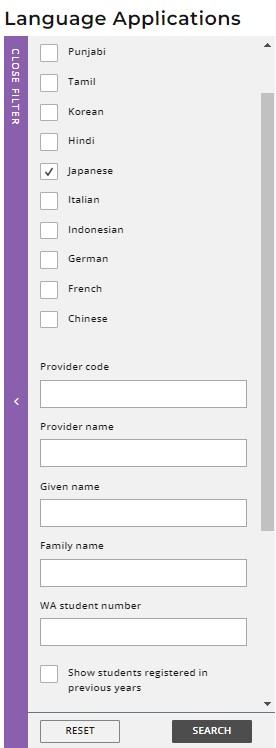 Language Applications
CLOSE FILTER
Punjabi
Tamil
Korean
Hindi
Japanese
Italian
Indonesian
German
French
Chinese
Provider code
Provider name
Given name
Family name
WA student number
Show students registered in
previous years
RESET
SEARCH